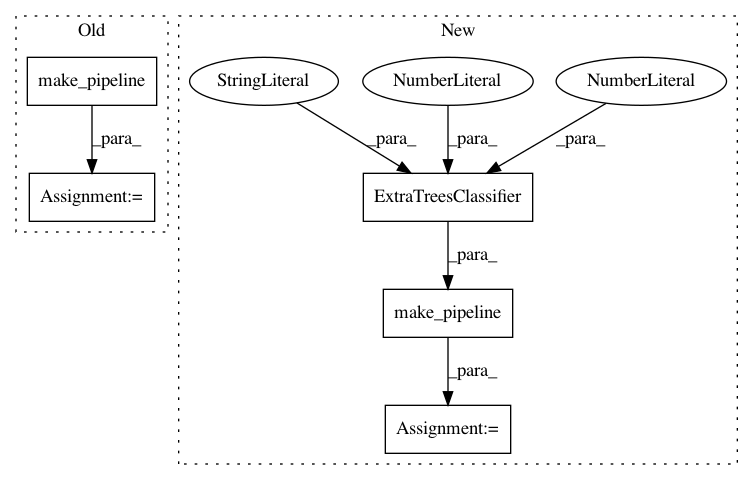 Old
make_pipeline
_para_
Assignment:=
New
StringLiteral
NumberLiteral
NumberLiteral
_para_
_para_
_para_
ExtraTreesClassifier
_para_
make_pipeline
_para_
Assignment:=